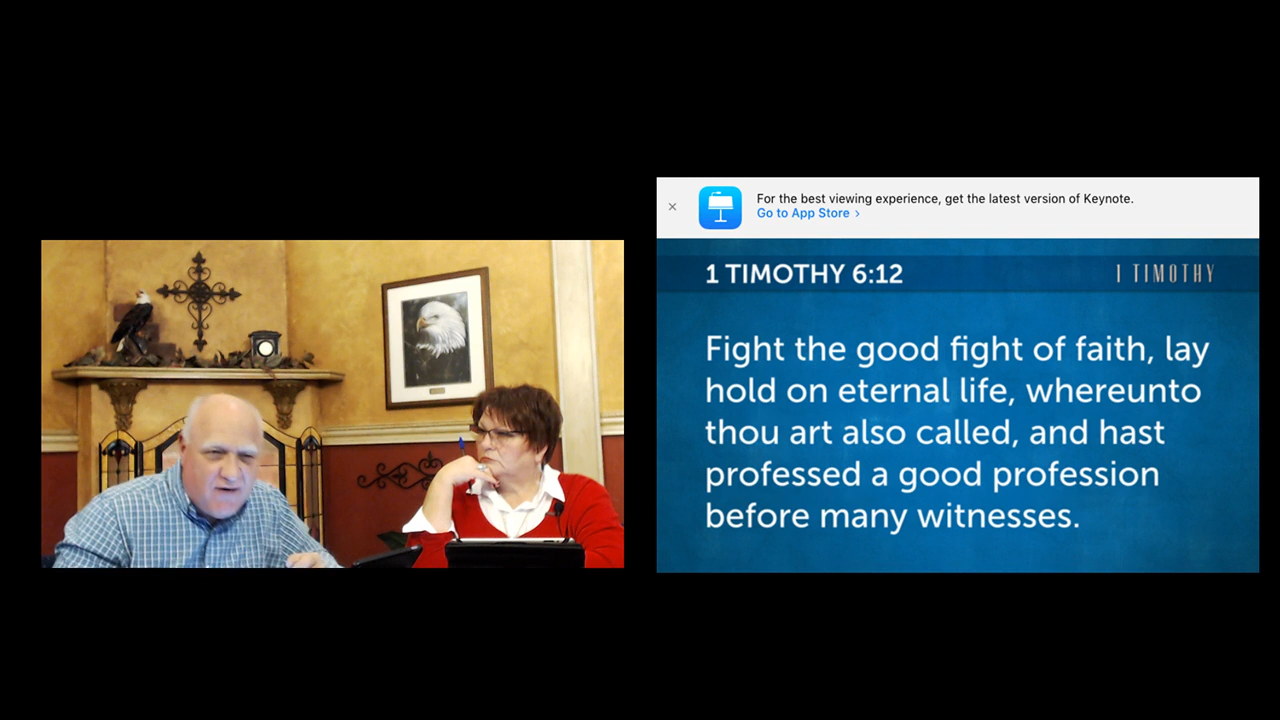 For the best viewing experience, get the latest version of Keynote.
Go to App Store >
1 TIMOTHY 6:12
1 TIMOTHY
Fight the good fight of faith, lay
hold on eternal life, whereunto
thou art also called, and hast
professed a good profession
before many witnesses.